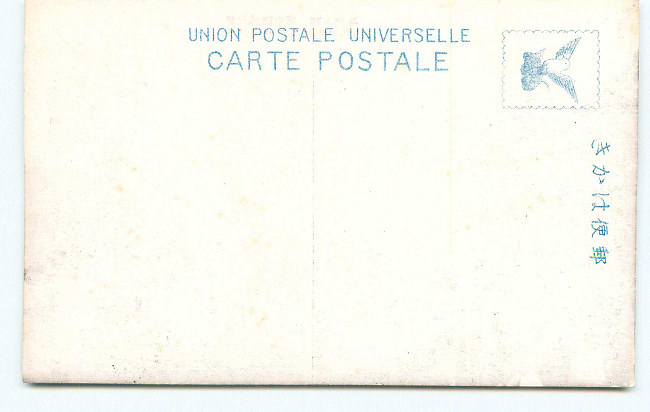 UNION POSTALE UNIVERSELLE
CARTE POSTALE
郵便はかき